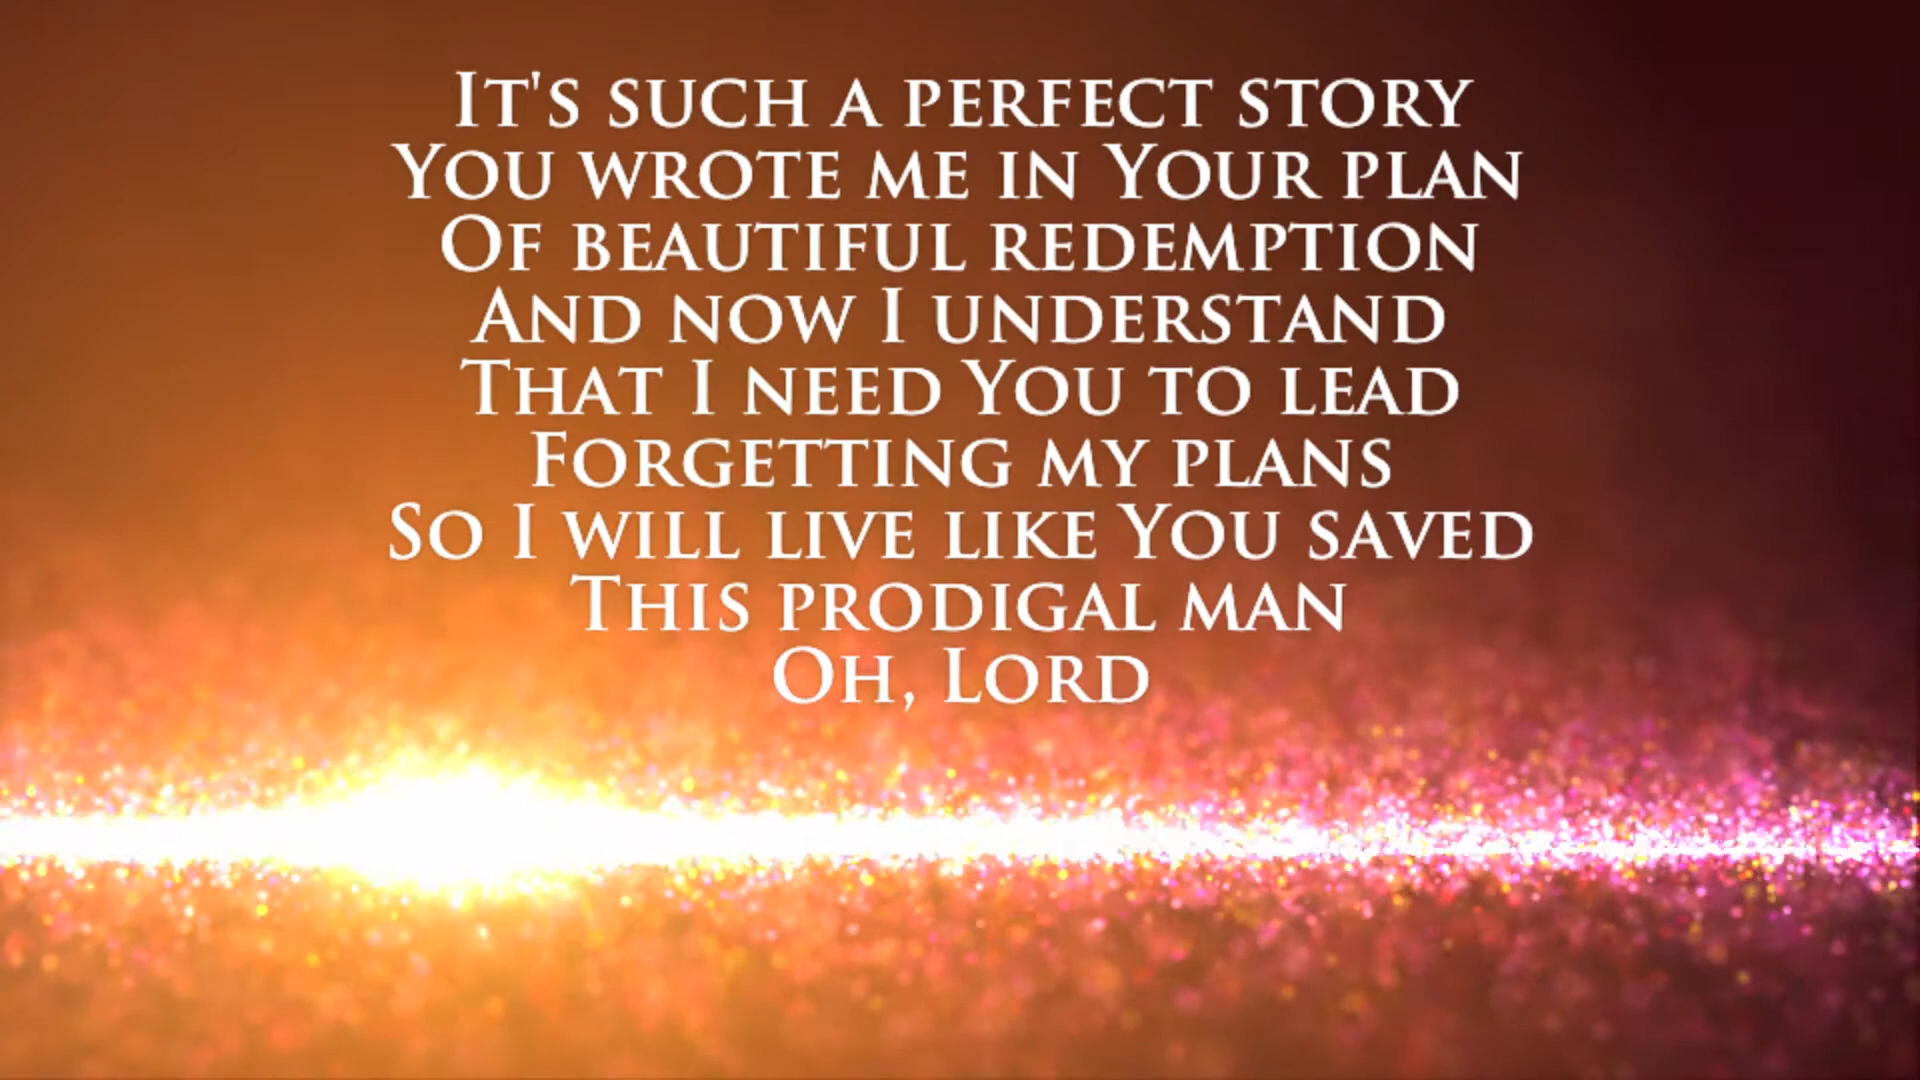 It's such a perfect story
You wrote me in Your plan
Of beautiful redemption
And now I understand
That I need You to lead
Forgetting my plans
So I will live like You saved
This prodigal man
Oh, Lord